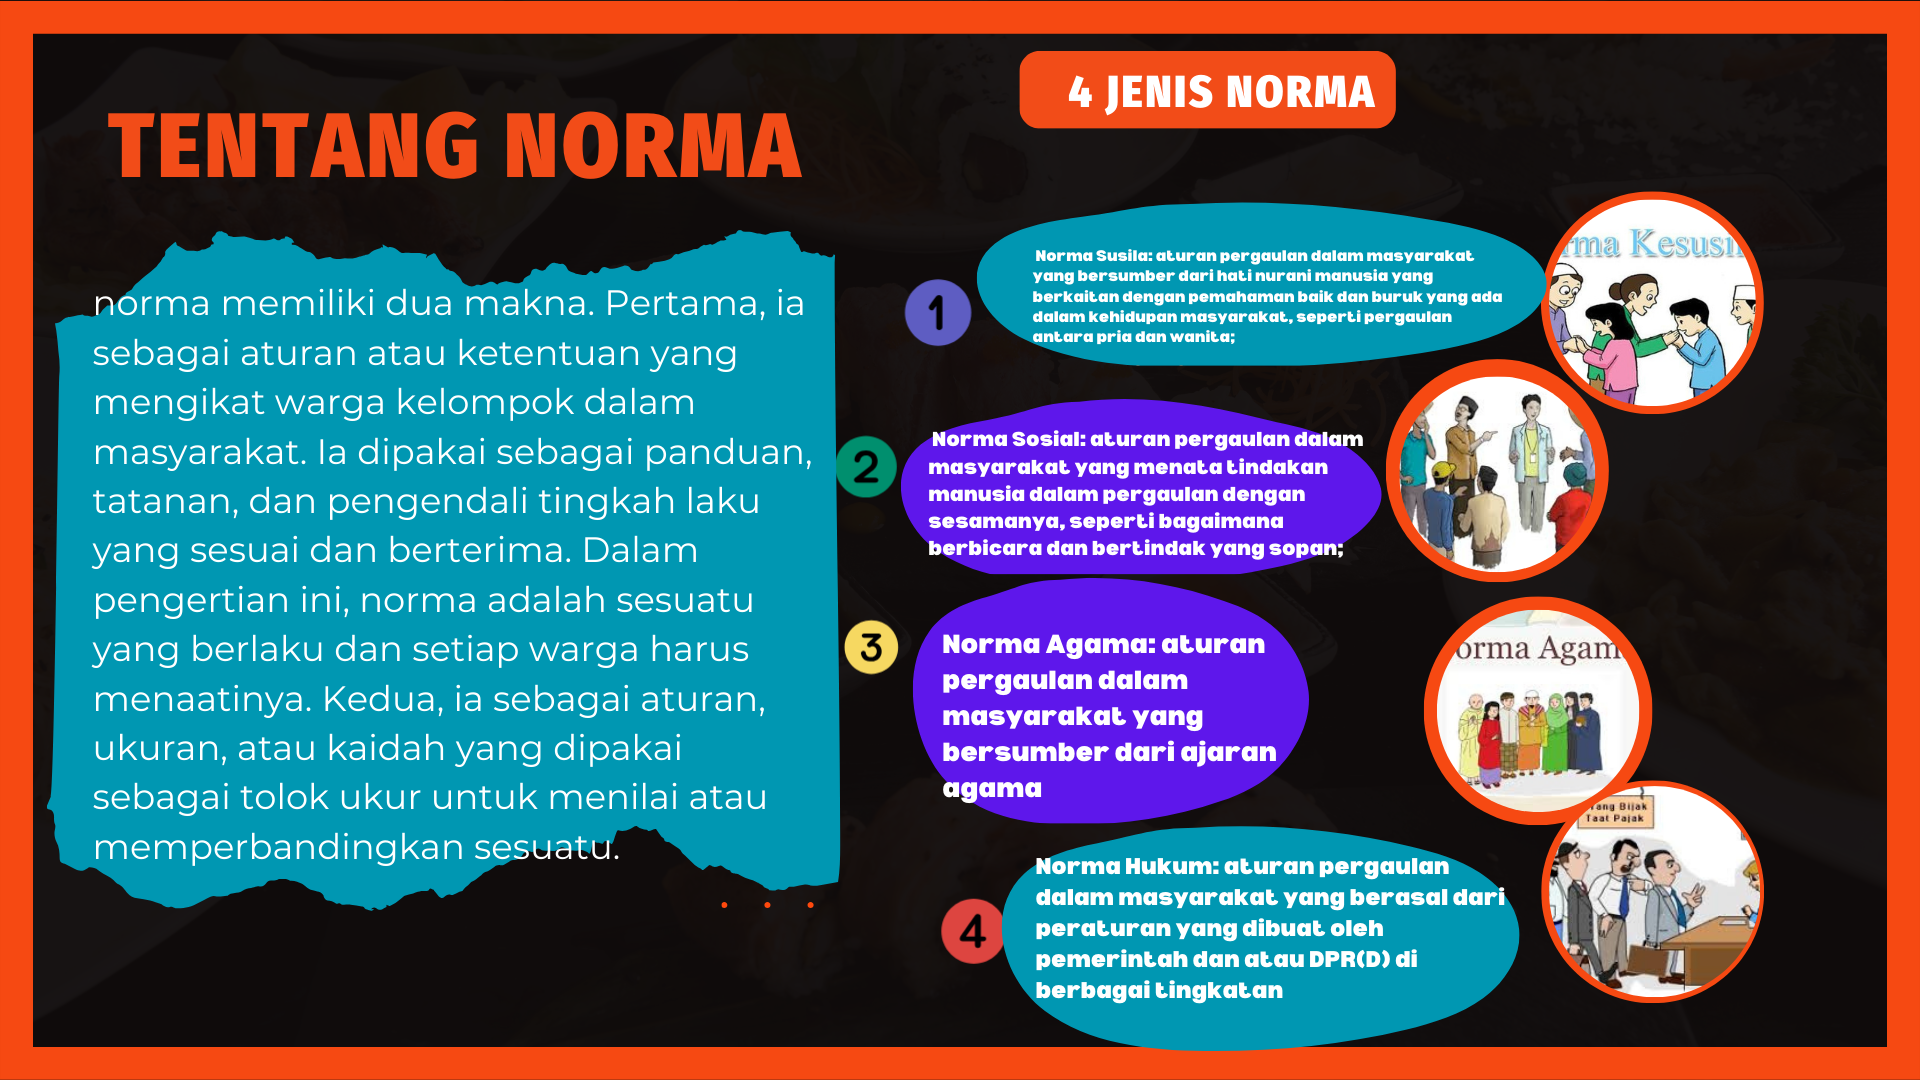 TENTANG NORMA
norma memiliki dua makna. Pertama, ia
sebagai aturan atau ketentuan yang
mengikat warga kelompok dalam
masyarakat. Ia dipakai sebagai panduan,
tatanan, dan pengendali tingkah laku
yang sesuai dan berterima. Dalam
pengertian ini, norma adalah sesuatu
yang berlaku dan setiap warga harus
menaatinya. Kedua, ia sebagai aturan,
ukuran, atau kaidah yang dipakai
sebagai tolok ukur untuk menilai atau
memperbandingkan sesuatu.
4 JENIS NORMA
1
Norma Susila: aturan pergaulan dalam masyarakat
yang bersumber dari hati nurani manusia yang
berkaitan dengan pemahaman baik dan buruk yang ada
dalam kehidupan masyarakat, seperti pergaulan
antara pria dan wanita;
rma Kesusi
2
Norma Sosial: aturan pergaulan dalam
masyarakat yang menata tindakan
manusia dalam pergaulan dengan
sesamanya, seperti bagaimana
berbicara dan bertindak yang sopan;
3
Norma Agama: aturan
pergaulan dalam
masyarakat yang
bersumber dari ajaran
agama
orma Agam
4
Norma Hukum: aturan pergaulan
dalam masyarakat yang berasal dari
peraturan yang dibuat oleh
pemerintah dan atau DPR(D) di
berbagai tingkatan
ang Bijak
Taat Pajak